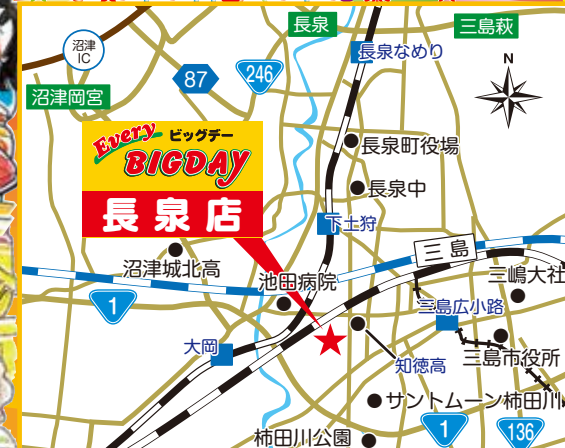 長泉
三島萩
沼津
IC
長泉なめり
N
87
246
沼津岡宮
Every ビッグデー
BIGDAY
長泉店
長泉町役場
長泉中
下土狩
三島
沼津城北高
池田病院
三嶋大社
1
三島広小路
大岡
知徳高
三島市役所
サントムーン柿田川
柿田川公園
1
136